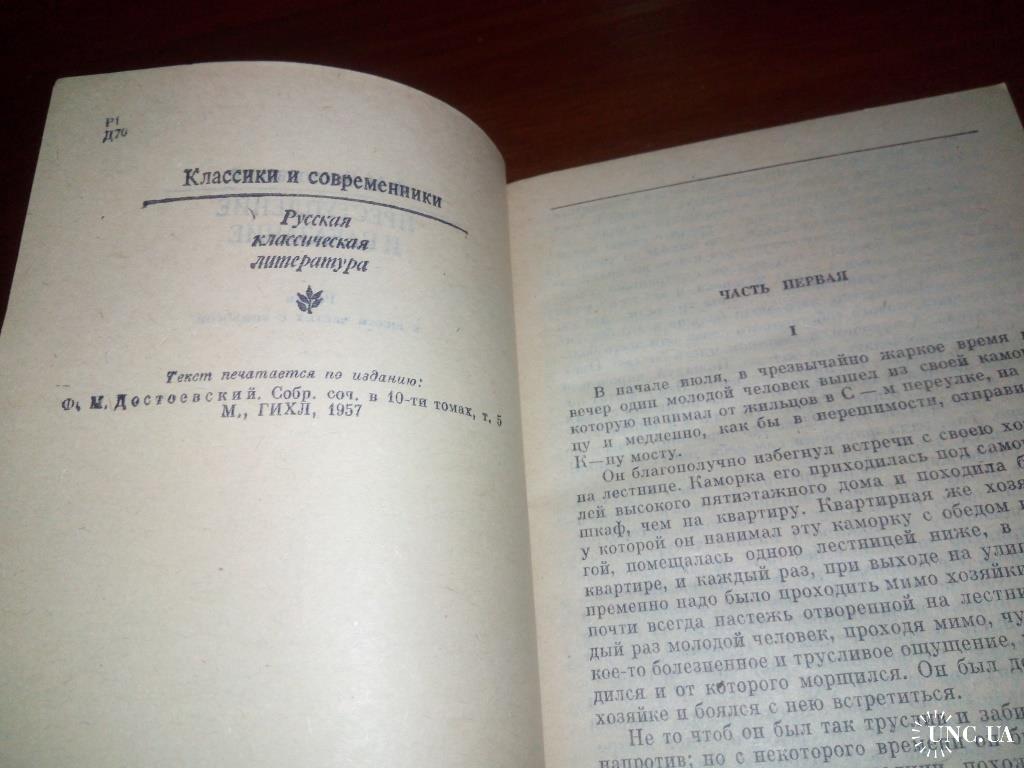 Р1
Д70
Классики и современники
Русская
классическая
литература
Текст печатается по изданию:
Ф. М. Достоевский. Собр. соч. в 10-ти томах, т. 5
М., ГИХЛ, 1957
ЧАСТЬ ПЕРВАЯ
I
В начале июля, в чрезвычайно жаркое время
вечер один молодой человек вышел из своей камор
которую нанимал от жильцов в С — м переулке, на
цу и медленно, как бы в нерешимости, отправи
К—ну мосту.
Он благополучно избегнул встречи с своею хо
на лестнице. Каморка его приходилась под само
лей высокого пятиэтажного дома и походила б
шкаф, чем на квартиру. Квартирная же хозя
у которой он нанимал эту каморку с обедом и
гой, помещалась одною лестницей ниже, в
квартире, и каждый раз, при выходе на ули
пременно надо было проходить мимо хозяйки
почти всегда настежь отворенной на лестни
дый раз молодой человек, проходя мимо, чу
кое-то болезненное и трусливое ощущение,
дился и от которого морщился. Он был до
хозяйке и боялся с нею встретиться.
Не то чтоб он был так труслив и заби
напротив; но с некоторого времени он б
похож
UNC.UA